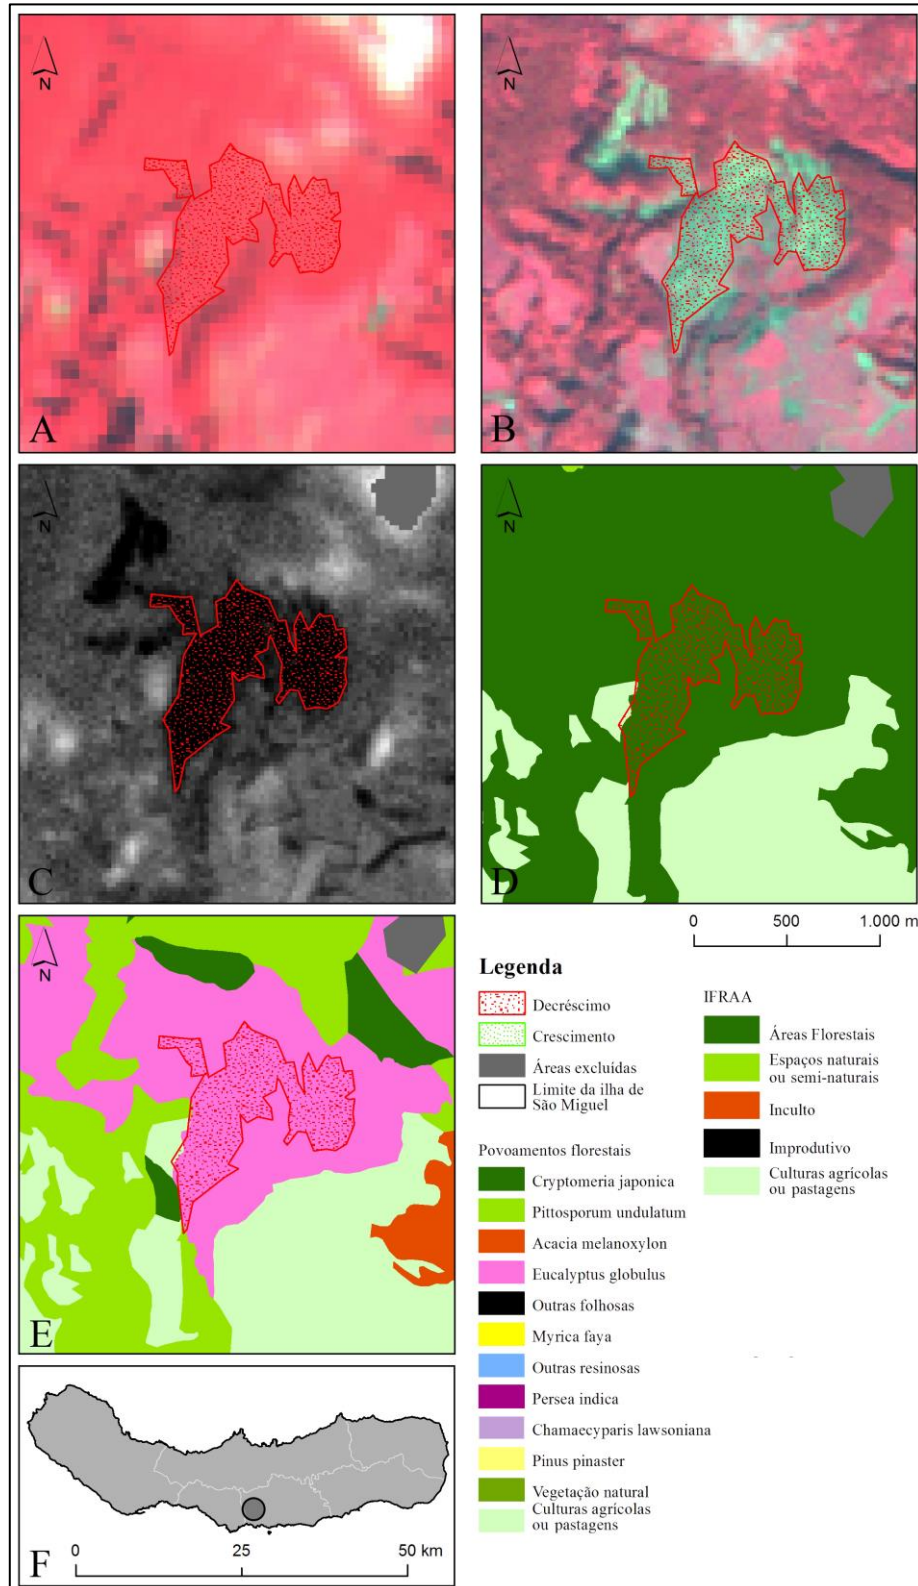 N
A
N
B
N
C
N
D
0 500 1.000 m
N
E
Legenda
Decréscimo
Crescimento
Áreas excluídas
Limite da ilha de
São Miguel
Povoamentos florestais
Cryptomeria japonica
Pittosporum undulatum
Acacia melanoxylon
Eucalyptus globulus
Outras folhosas
Myrica faya
Outras resinosas
Persea indica
Chamaecyparis lawsoniana
Pinus pinaster
Vegetação natural
Culturas agrícolas
ou pastagens
IFRAA
Áreas Florestais
Espaços naturais
ou semi-naturais
Inculto
Improdutivo
Culturas agrícolas
ou pastagens
F
0 25 50 km